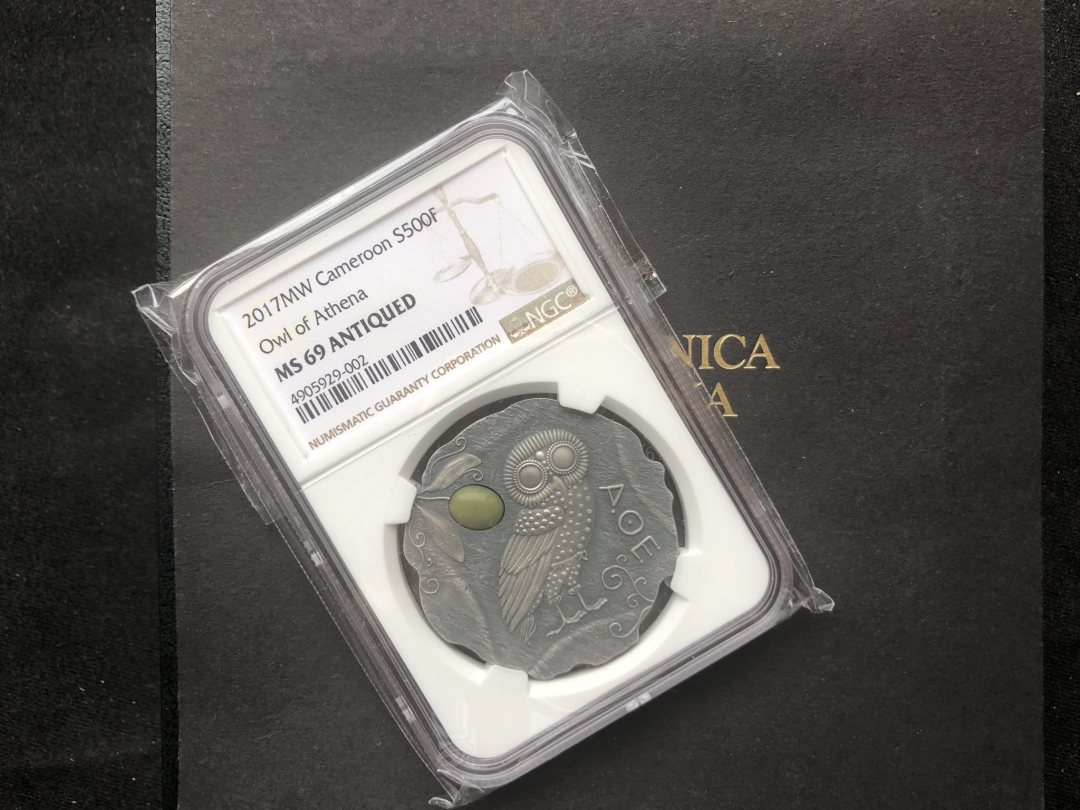 2017MW Cameroon S500F
Owl of Athena
MS 69 ANTIQUED
4905929-002
NUMISMATIC GUARANTY CORPORATION
NGC®
ΑΘΕ
NICA
A